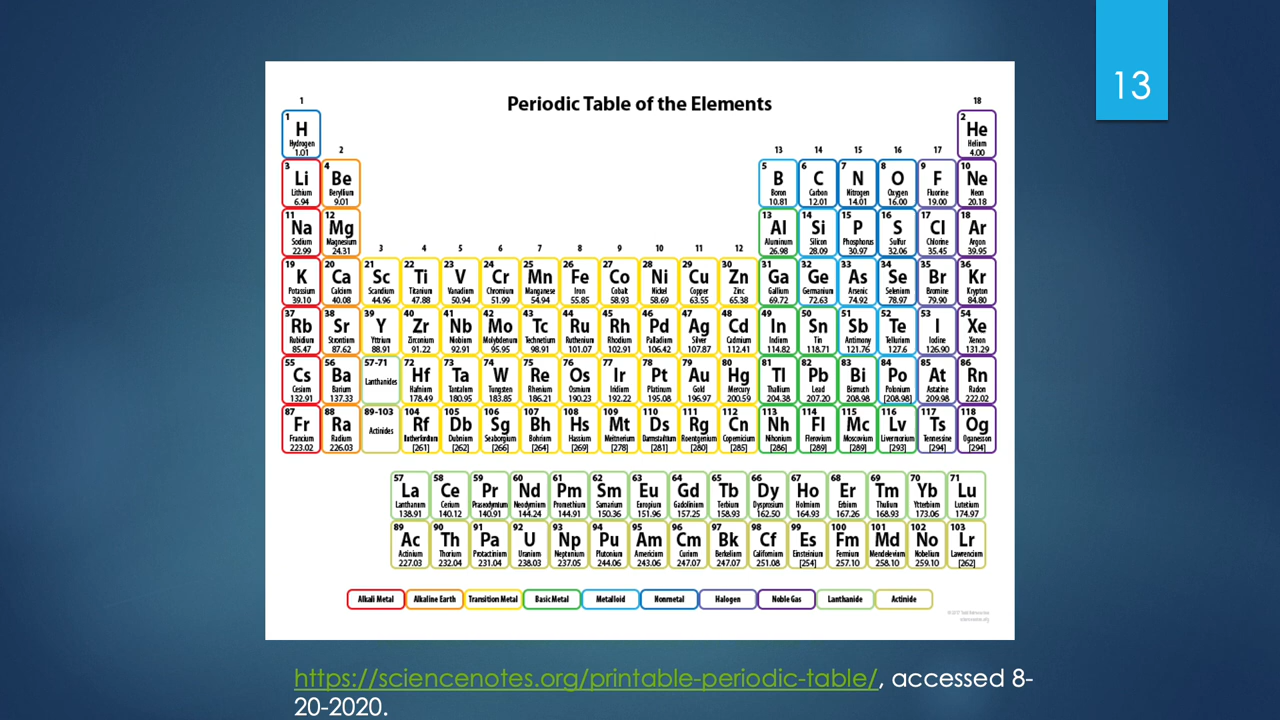 13
Periodic Table of the Elements
1 18
1 2
H He
Hydrogen Helium
1.01 4.00
2 13 14 15 16 17
3 4 5 6 7 8 9 10
Li Be B C N O F Ne
Lithium Beryllium Boron Carbon Nitrogen Oxygen Fluorine Neon
6.94 9.01 10.81 12.01 14.01 16.00 19.00 20.18
11 12 13 14 15 16 17 18
Na Mg Al Si P S Cl Ar
Sodium Magnesium Aluminum Silicon Phosphorus Sulfur Chlorine Argon
22.99 24.31 26.98 28.09 30.97 32.06 35.45 39.95
3 4 5 6 7 8 9 10 11 12
19 20 21 22 23 24 25 26 27 28 29 30 31 32 33 34 35 36
K Ca Sc Ti V Cr Mn Fe Co Ni Cu Zn Ga Ge As Se Br Kr
Potassium Calcium Scandium Titanium Vanadium Chromium Manganese Iron Cobalt Nickel Copper Zinc Gallium Germanium Arsenic Selenium Bromine Krypton
39.10 40.08 44.96 47.88 50.94 51.99 54.94 55.85 58.93 58.69 63.55 65.38 69.72 72.63 74.92 78.97 79.90 84.80
37 38 39 40 41 42 43 44 45 46 47 48 49 50 51 52 53 54
Rb Sr Y Zr Nb Mo Tc Ru Rh Pd Ag Cd In Sn Sb Te I Xe
Rubidium Strontium Yttrium Zirconium Niobium Molybdenum Technetium Ruthenium Rhodium Palladium Silver Cadmium Indium Tin Antimony Tellurium Iodine Xenon
85.47 87.62 88.91 91.22 92.91 95.95 98.91 101.07 102.91 106.42 107.87 112.41 114.82 118.71 121.76 127.6 126.90 131.29
55 56 57-71 72 73 74 75 76 77 78 79 80 81 82 83 84 85 86
Cs Ba Lanthanides Hf Ta W Re Os Ir Pt Au Hg Tl Pb Bi Po At Rn
Cesium Barium Hafnium Tantalum Tungsten Rhenium Osmium Iridium Platinum Gold Mercury Thallium Lead Bismuth Polonium Astatine Radon
132.91 137.33 178.49 180.95 183.85 186.21 190.23 192.22 195.08 196.97 200.59 204.38 207.20 208.98 [208.98] 209.98 222.02
87 88 89-103 104 105 106 107 108 109 110 111 112 113 114 115 116 117 118
Fr Ra Actinides Rf Db Sg Bh Hs Mt Ds Rg Cn Nh Fl Mc Lv Ts Og
Francium Radium Rutherfordium Dubnium Seaborgium Bohrium Hassium Meitnerium Darmstadtium Roentgenium Copernicium Nihonium Flerovium Moscovium Livermorium Tennessine Oganesson
223.02 226.03 [261] [262] [266] [264] [269] [278] [281] [280] [285] [286] [289] [289] [293] [294] [294]
57 58 59 60 61 62 63 64 65 66 67 68 69 70 71
La Ce Pr Nd Pm Sm Eu Gd Tb Dy Ho Er Tm Yb Lu
Lanthanum Cerium Praseodymium Neodymium Promethium Samarium Europium Gadolinium Terbium Dysprosium Holmium Erbium Thulium Ytterbium Lutetium
138.91 140.12 140.91 144.24 144.91 150.36 151.96 157.25 158.93 162.50 164.93 167.26 168.93 173.06 174.97
89 90 91 92 93 94 95 96 97 98 99 100 101 102 103
Ac Th Pa U Np Pu Am Cm Bk Cf Es Fm Md No Lr
Actinium Thorium Protactinium Uranium Neptunium Plutonium Americium Curium Berkelium Californium Einsteinium Fermium Mendelevium Nobelium Lawrencium
227.03 232.04 231.04 238.03 237.05 244.06 243.06 247.07 247.07 251.08 [254] 257.10 258.10 259.10 [262]
Alkali Metal Alkaline Earth Transition Metal Basic Metal Metalloid Nonmetal Halogen Noble Gas Lanthanide Actinide
https://sciencenotes.org/printable-periodic-table/, accessed 8-
20-2020.